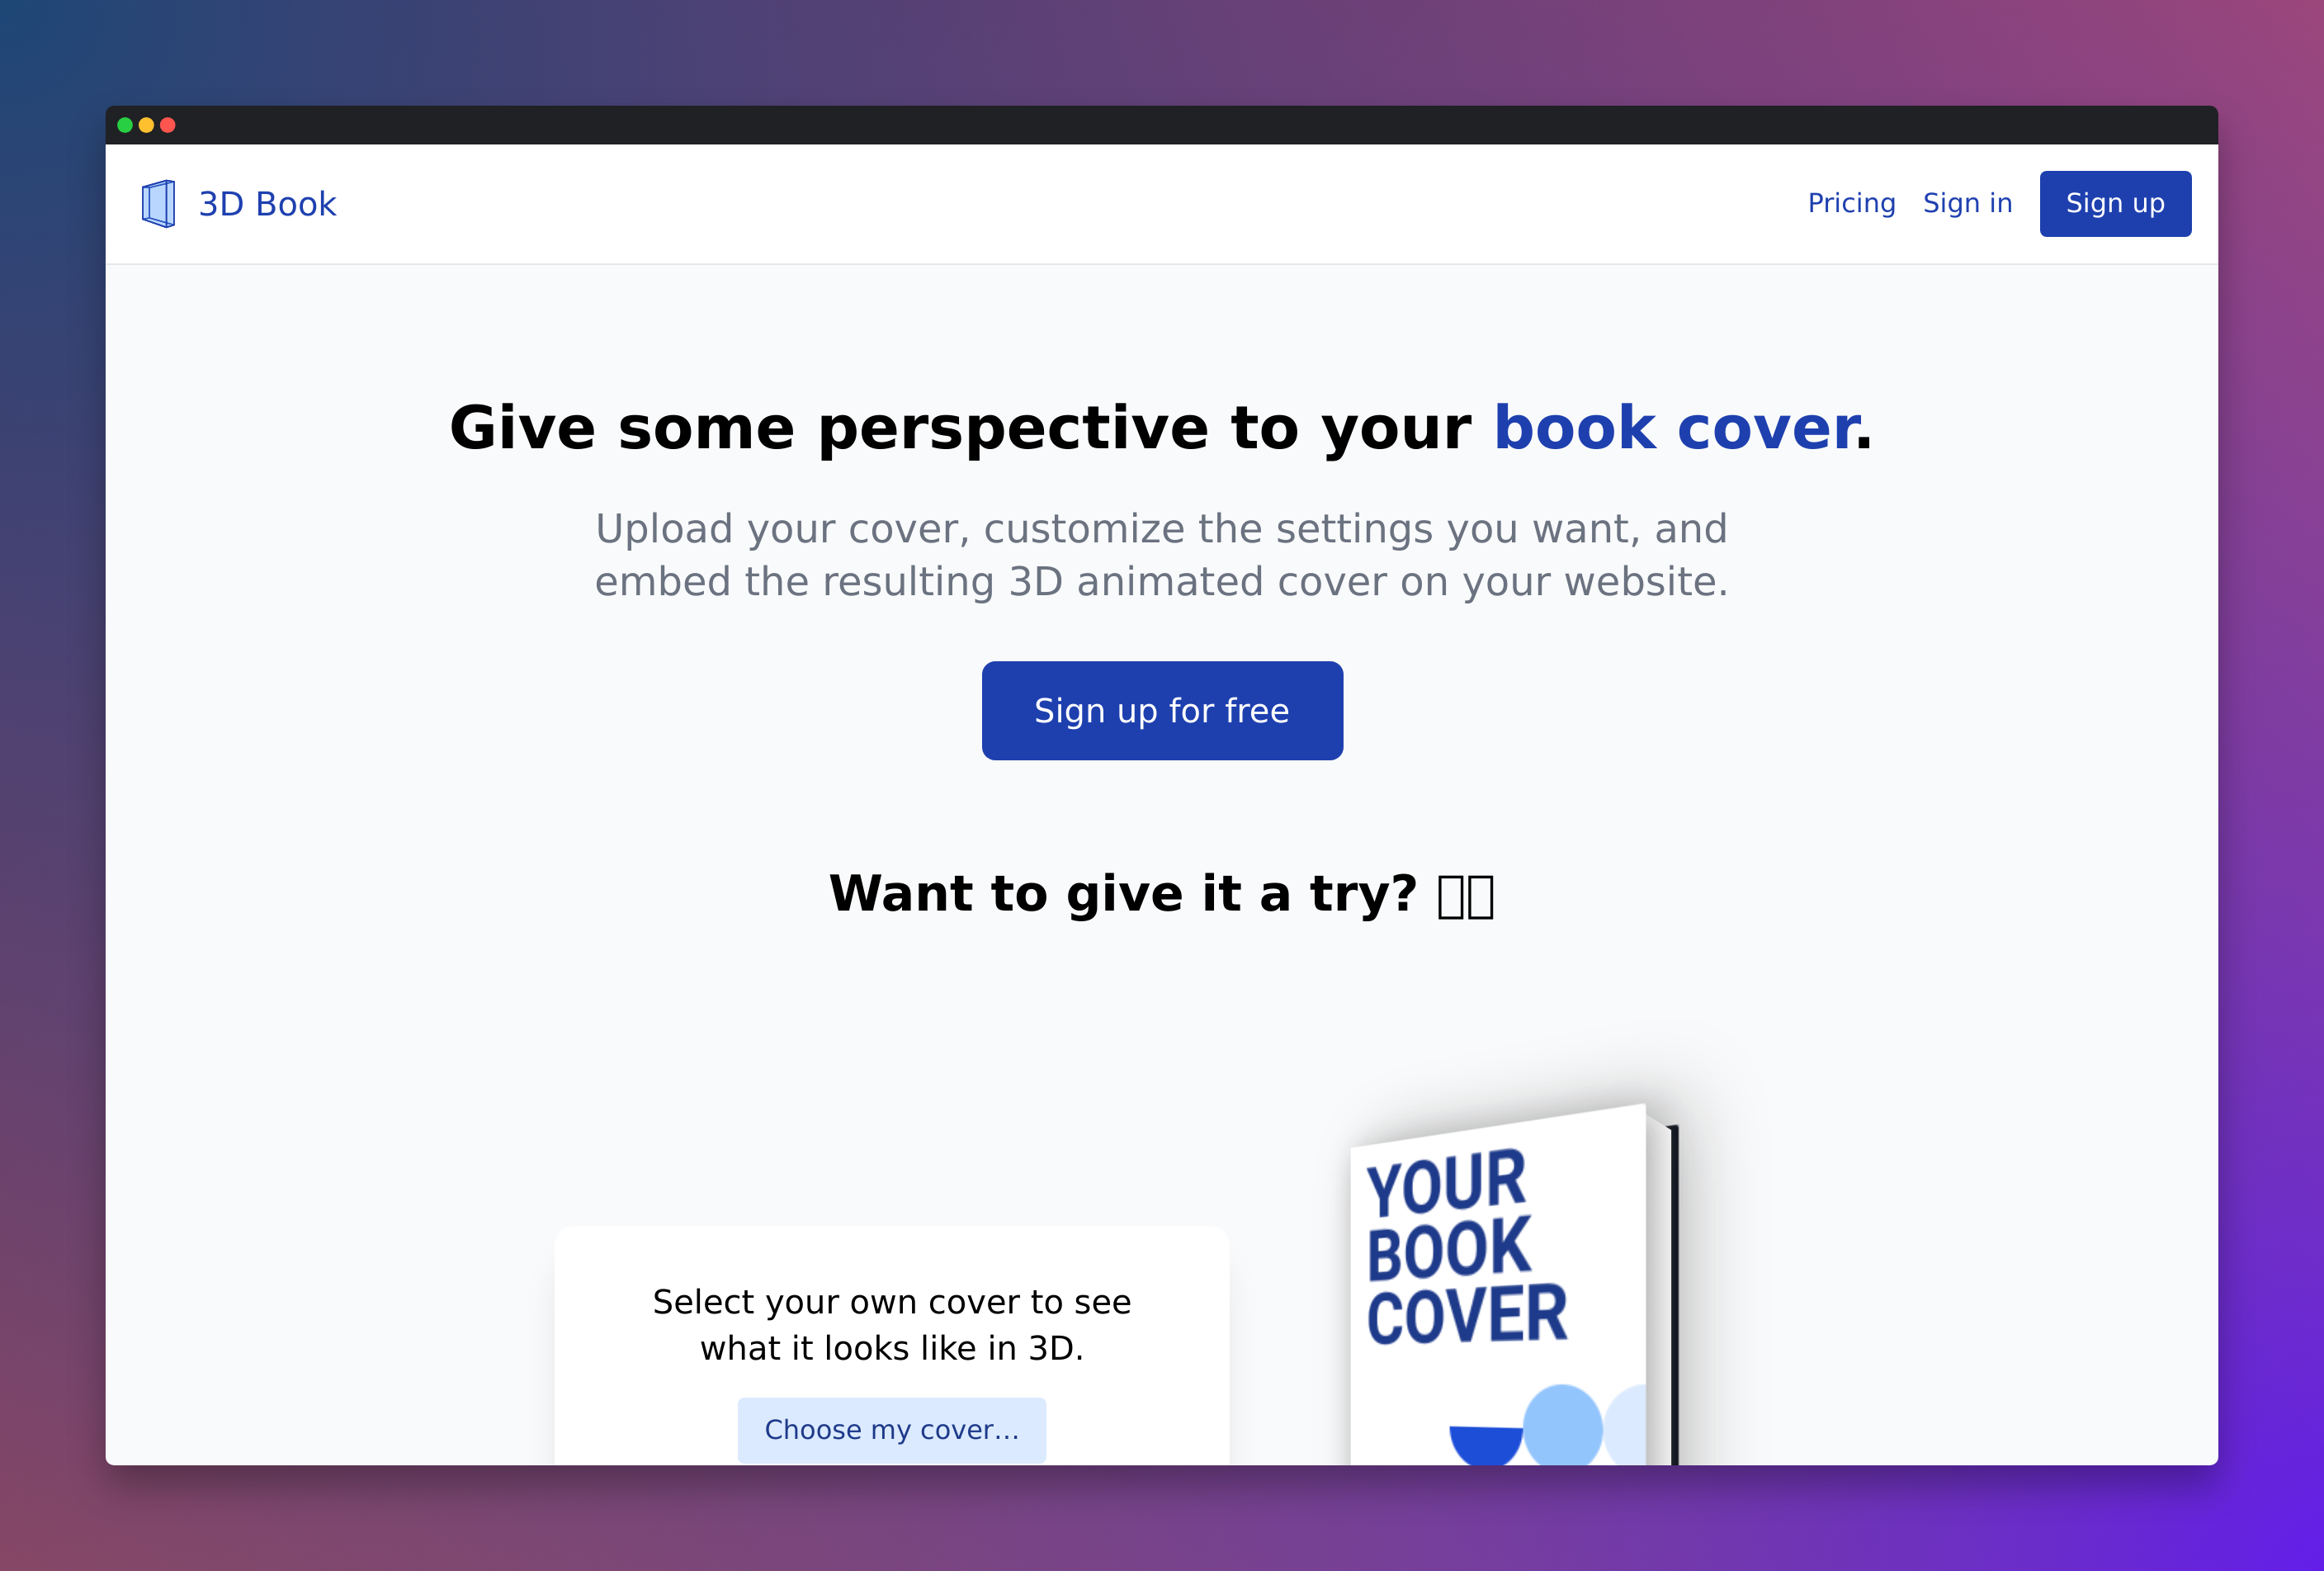 3D Book
Pricing
Sign in
Sign up
Give some perspective to your book cover.
Upload your cover, customize the settings you want, and
embed the resulting 3D animated cover on your website.
Sign up for free
Want to give it a try?
YOUR
BOOK
COVER
Select your own cover to see
what it looks like in 3D.
Choose my cover...